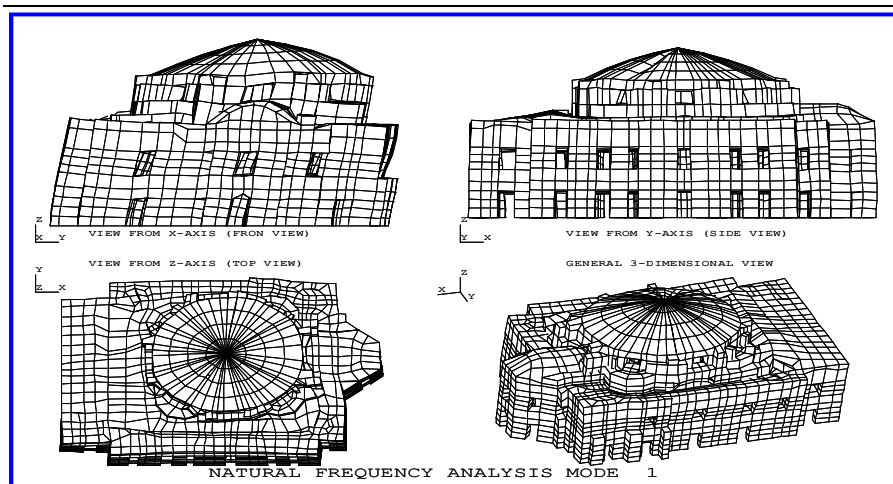 Z
X Y
VIEW FROM X-AXIS (FRON VIEW)
Z
Y X
VIEW FROM Y-AXIS (SIDE VIEW)
Y
Z X
VIEW FROM Z-AXIS (TOP VIEW)
GENERAL 3-DIMENSIONAL VIEW
Z
X
Y
NATURAL FREQUENCY ANALYSIS MODE 1